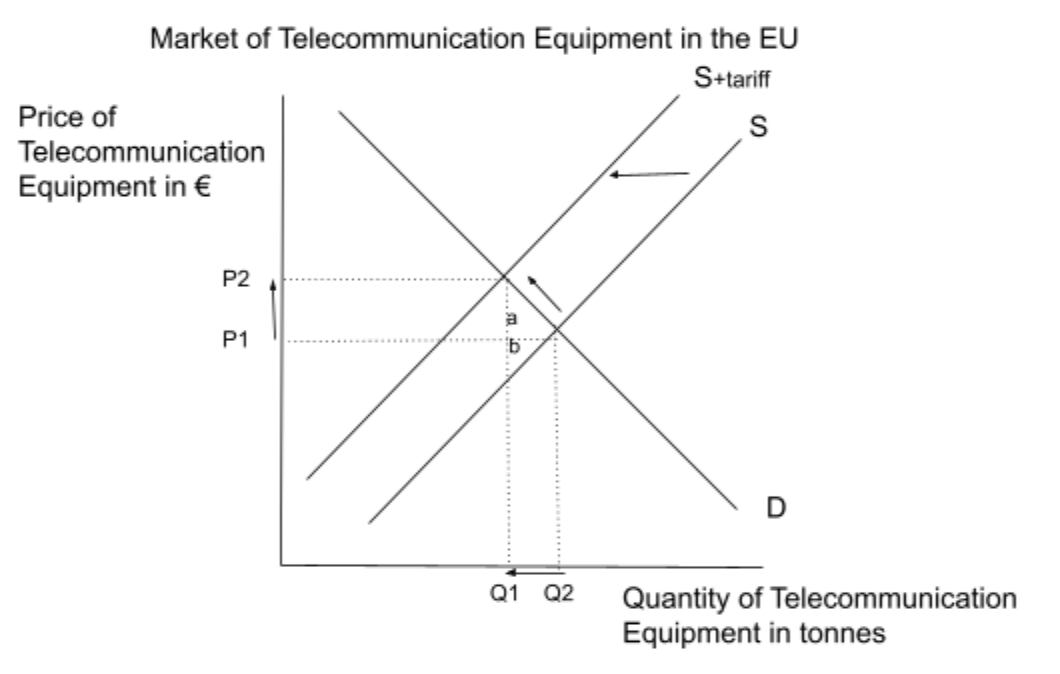 Market of Telecommunication Equipment in the EU
S+tariff
Price of
Telecommunication
Equipment in €
S
P2
a
P1
b
D
Q1 Q2
Quantity of Telecommunication
Equipment in tonnes